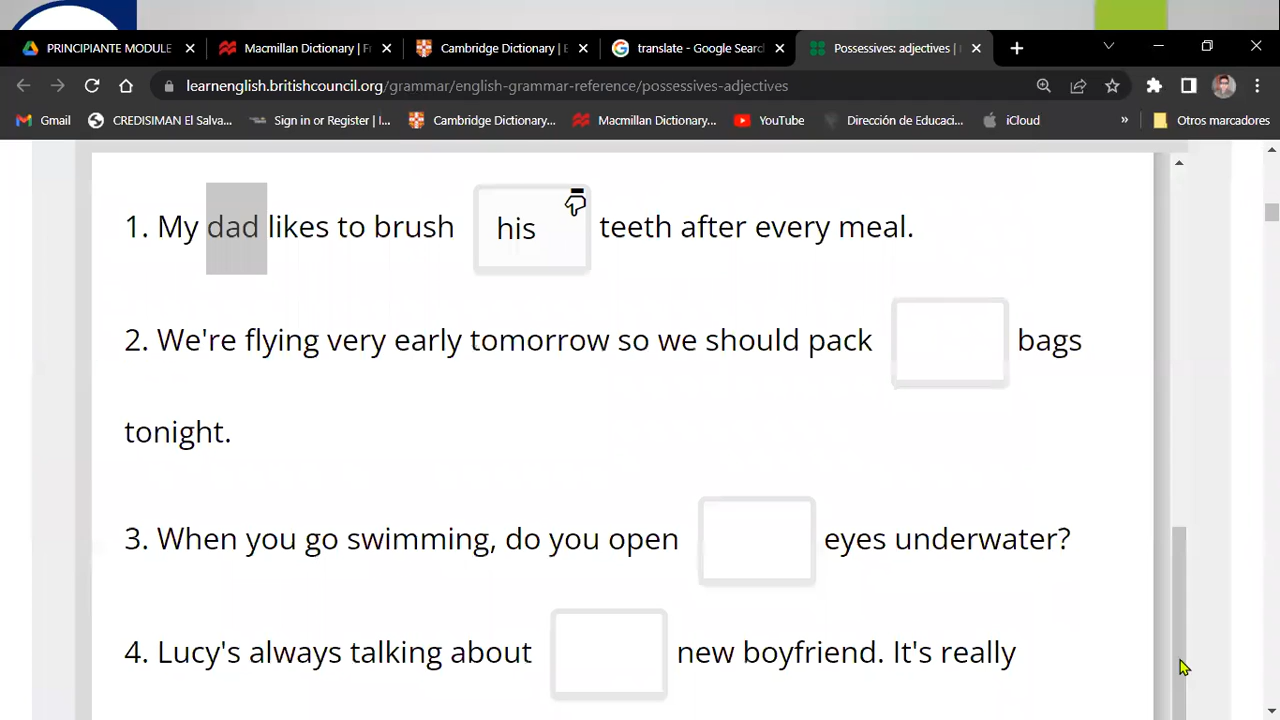 PRINCIPIANTE MODULE
Macmillan Dictionary | Fr
Cambridge Dictionary | E
translate - Google Searc
Possessives: adjectives |
learnenglish.britishcouncil.org/grammar/english-grammar-reference/possessives-adjectives
Gmail
CREDISIMAN El Salva...
Sign in or Register | I...
Cambridge Dictionary...
Macmillan Dictionary...
YouTube
Dirección de Educaci...
iCloud
»
Otros marcadores
1. My dad likes to brush his teeth after every meal.
2. We're flying very early tomorrow so we should pack bags
tonight.
3. When you go swimming, do you open eyes underwater?
4. Lucy's always talking about new boyfriend. It's really